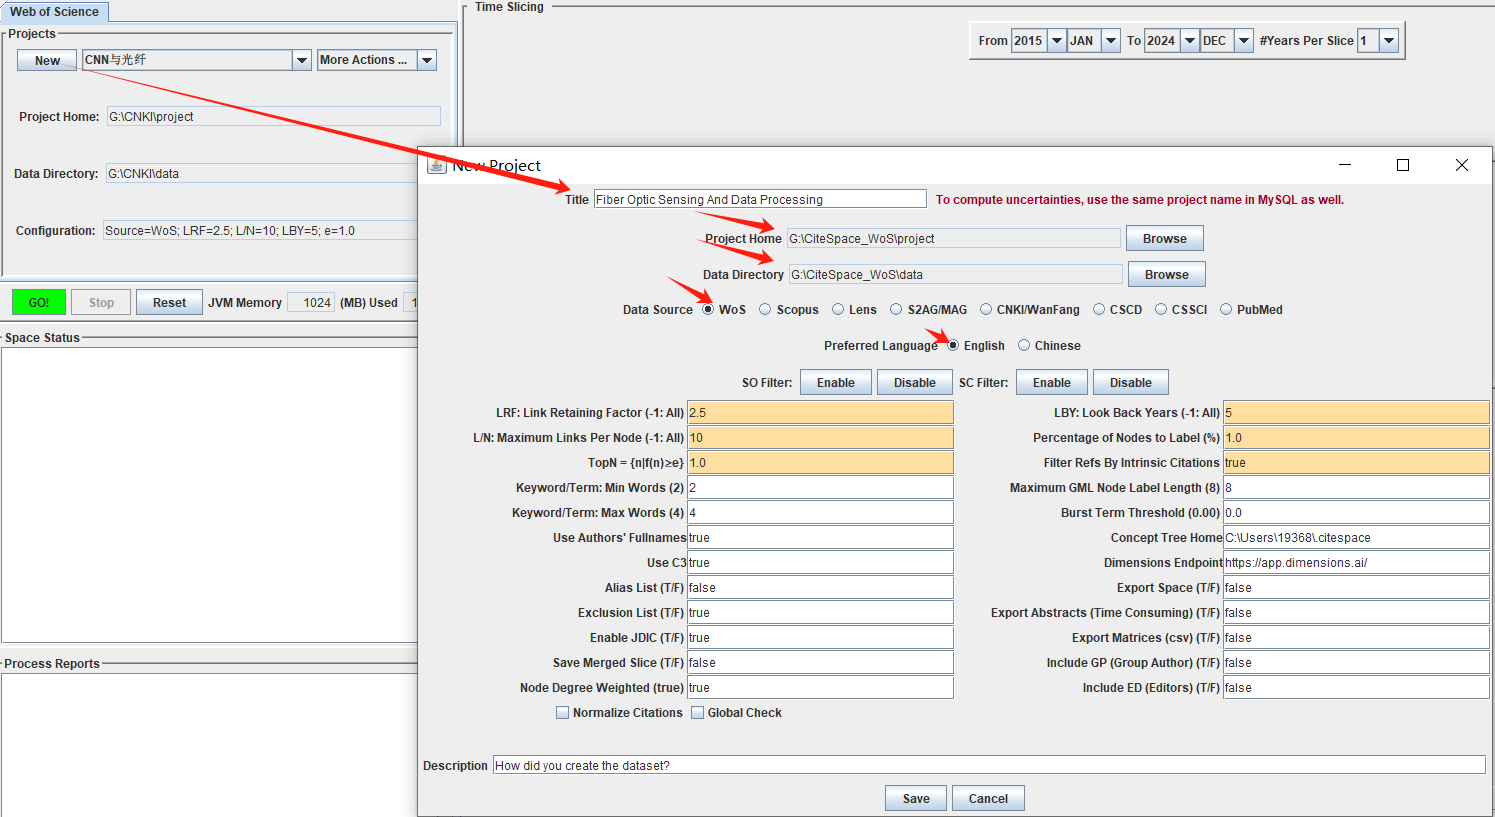 Web of Science
Time Slicing
Projects
From 2015 JAN To 2024 DEC #Years Per Slice 1
New CNN与光纤 More Actions ...
Project Home: G:\CNKI\project
Data Directory: G:\CNKI\data
Configuration: Source=WoS; LRF=2.5; L/N=10; LBY=5; e=1.0
GO! Stop Reset JVM Memory 1024 (MB) Used 1
Space Status
Process Reports
New Project
Title Fiber Optic Sensing And Data Processing To compute uncertainties, use the same project name in MySQL as well.
Project Home G:\CiteSpace_WoS\project Browse
Data Directory G:\CiteSpace_WoS\data Browse
Data Source WoS Scopus Lens S2AG/MAG CNKI/WanFang CSCD CSSCI PubMed
Preferred Language English Chinese
SO Filter: Enable Disable SC Filter: Enable Disable
LRF: Link Retaining Factor (-1: All) 2.5 LBY: Look Back Years (-1: All) 5
L/N: Maximum Links Per Node (-1: All) 10 Percentage of Nodes to Label (%) 1.0
TopN = {n|f(n)≥e} 1.0 Filter Refs By Intrinsic Citations true
Keyword/Term: Min Words (2) 2 Maximum GML Node Label Length (8) 8
Keyword/Term: Max Words (4) 4 Burst Term Threshold (0.00) 0.0
Use Authors' Fullnames true Concept Tree Home C:\Users\19368\.citespace
Use C3 true Dimensions Endpoint https://app.dimensions.ai/
Alias List (T/F) false Export Space (T/F) false
Exclusion List (T/F) true Export Abstracts (Time Consuming) (T/F) false
Enable JDIC (T/F) true Export Matrices (csv) (T/F) false
Save Merged Slice (T/F) false Include GP (Group Author) (T/F) false
Node Degree Weighted (true) true Include ED (Editors) (T/F) false
Normalize Citations Global Check
Description How did you create the dataset?
Save Cancel